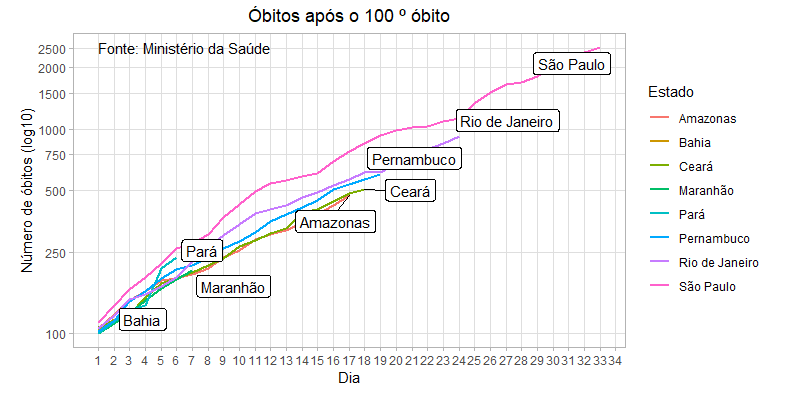 Óbitos após o 100 º óbito
Fonte: Ministério da Saúde
Número de óbitos (log10)
2500
2000
1500
1000
750
500
250
100
São Paulo
Rio de Janeiro
Pernambuco
Ceará
Amazonas
Pará
Maranhão
Bahia
1 2 3 4 5 6 7 8 9 10 11 12 13 14 15 16 17 18 19 20 21 22 23 24 25 26 27 28 29 30 31 32 33 34
Dia
Estado
Amazonas
Bahia
Ceará
Maranhão
Pará
Pernambuco
Rio de Janeiro
São Paulo